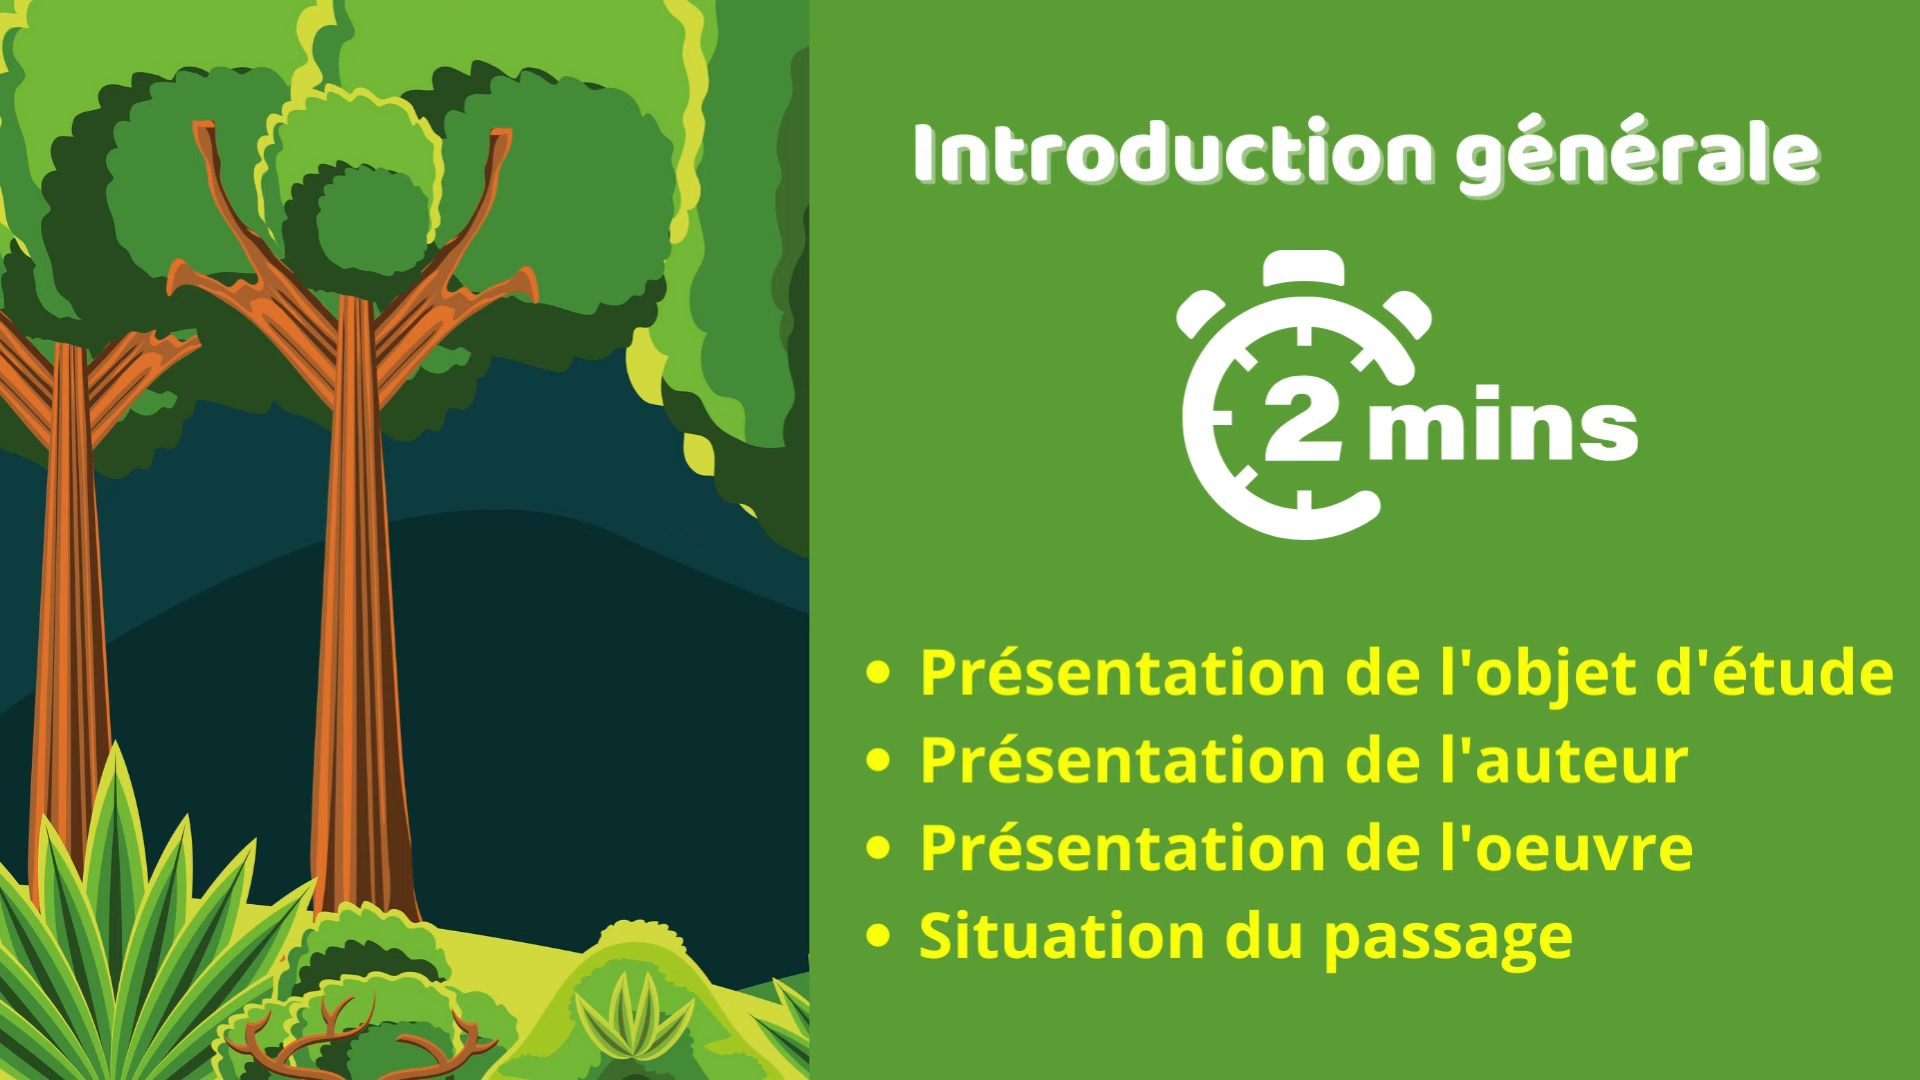 Introduction générale
2 mins
• Présentation de l'objet d'étude
• Présentation de l'auteur
• Présentation de l'oeuvre
• Situation du passage